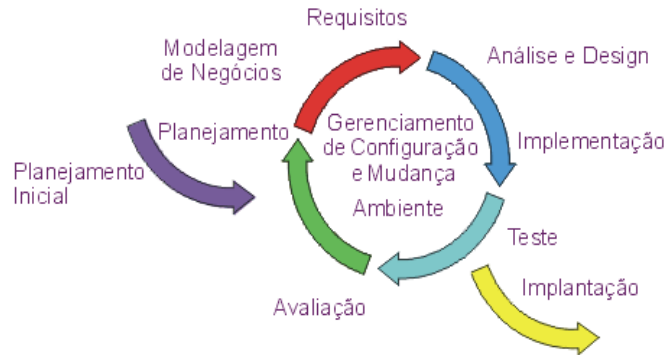 Requisitos
Modelagem
de Negócios
Análise e Design
Planejamento
Gerenciamento
de Configuração
e Mudança
Implementação
Planejamento
Inicial
Ambiente
Teste
Avaliação
Implantação